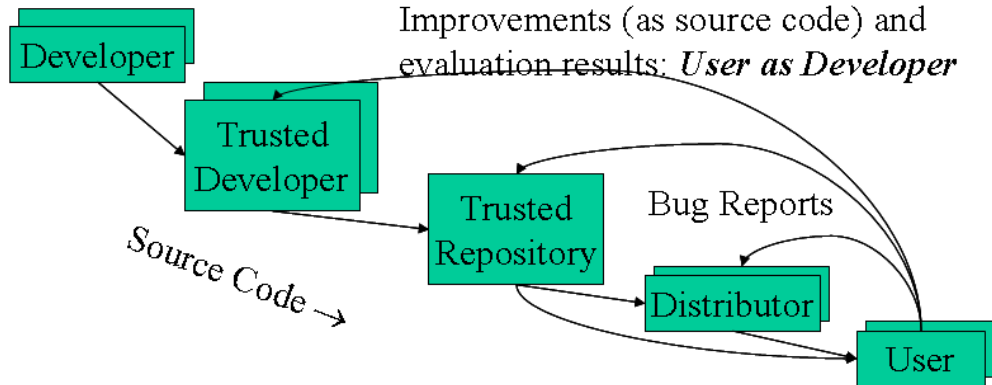 Improvements (as source code) and
evaluation results: User as Developer
Developer
Trusted
Developer
Trusted
Repository
Bug Reports
Source Code →
Distributor
User